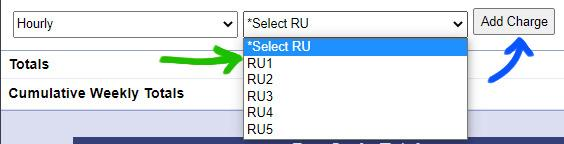 Hourly *Select RU Add Charge
*Select RU
Totals RU1
RU2
Cumulative Weekly Totals RU3
RU4
RU5